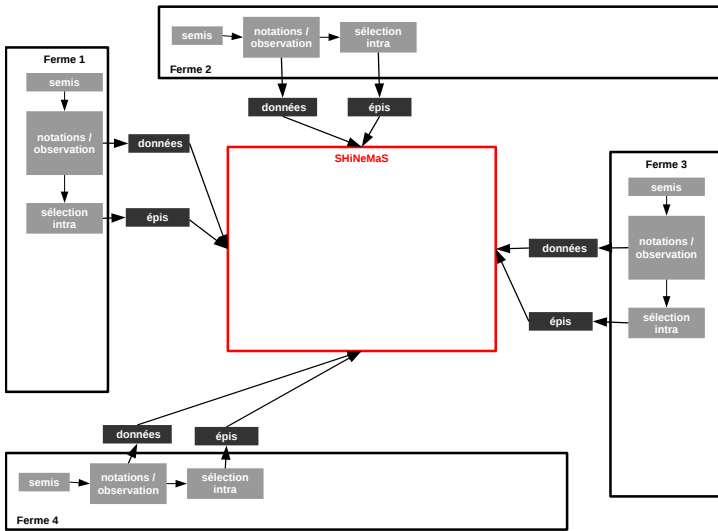 semis
notations /
observation
sélection
intra
Ferme 2
données
épis
Ferme 1
semis
notations /
observation
sélection
intra
données
épis
SHiNeMaS
Ferme 3
semis
notations /
observation
sélection
intra
données
épis
données
épis
semis
notations /
observation
sélection
intra
Ferme 4